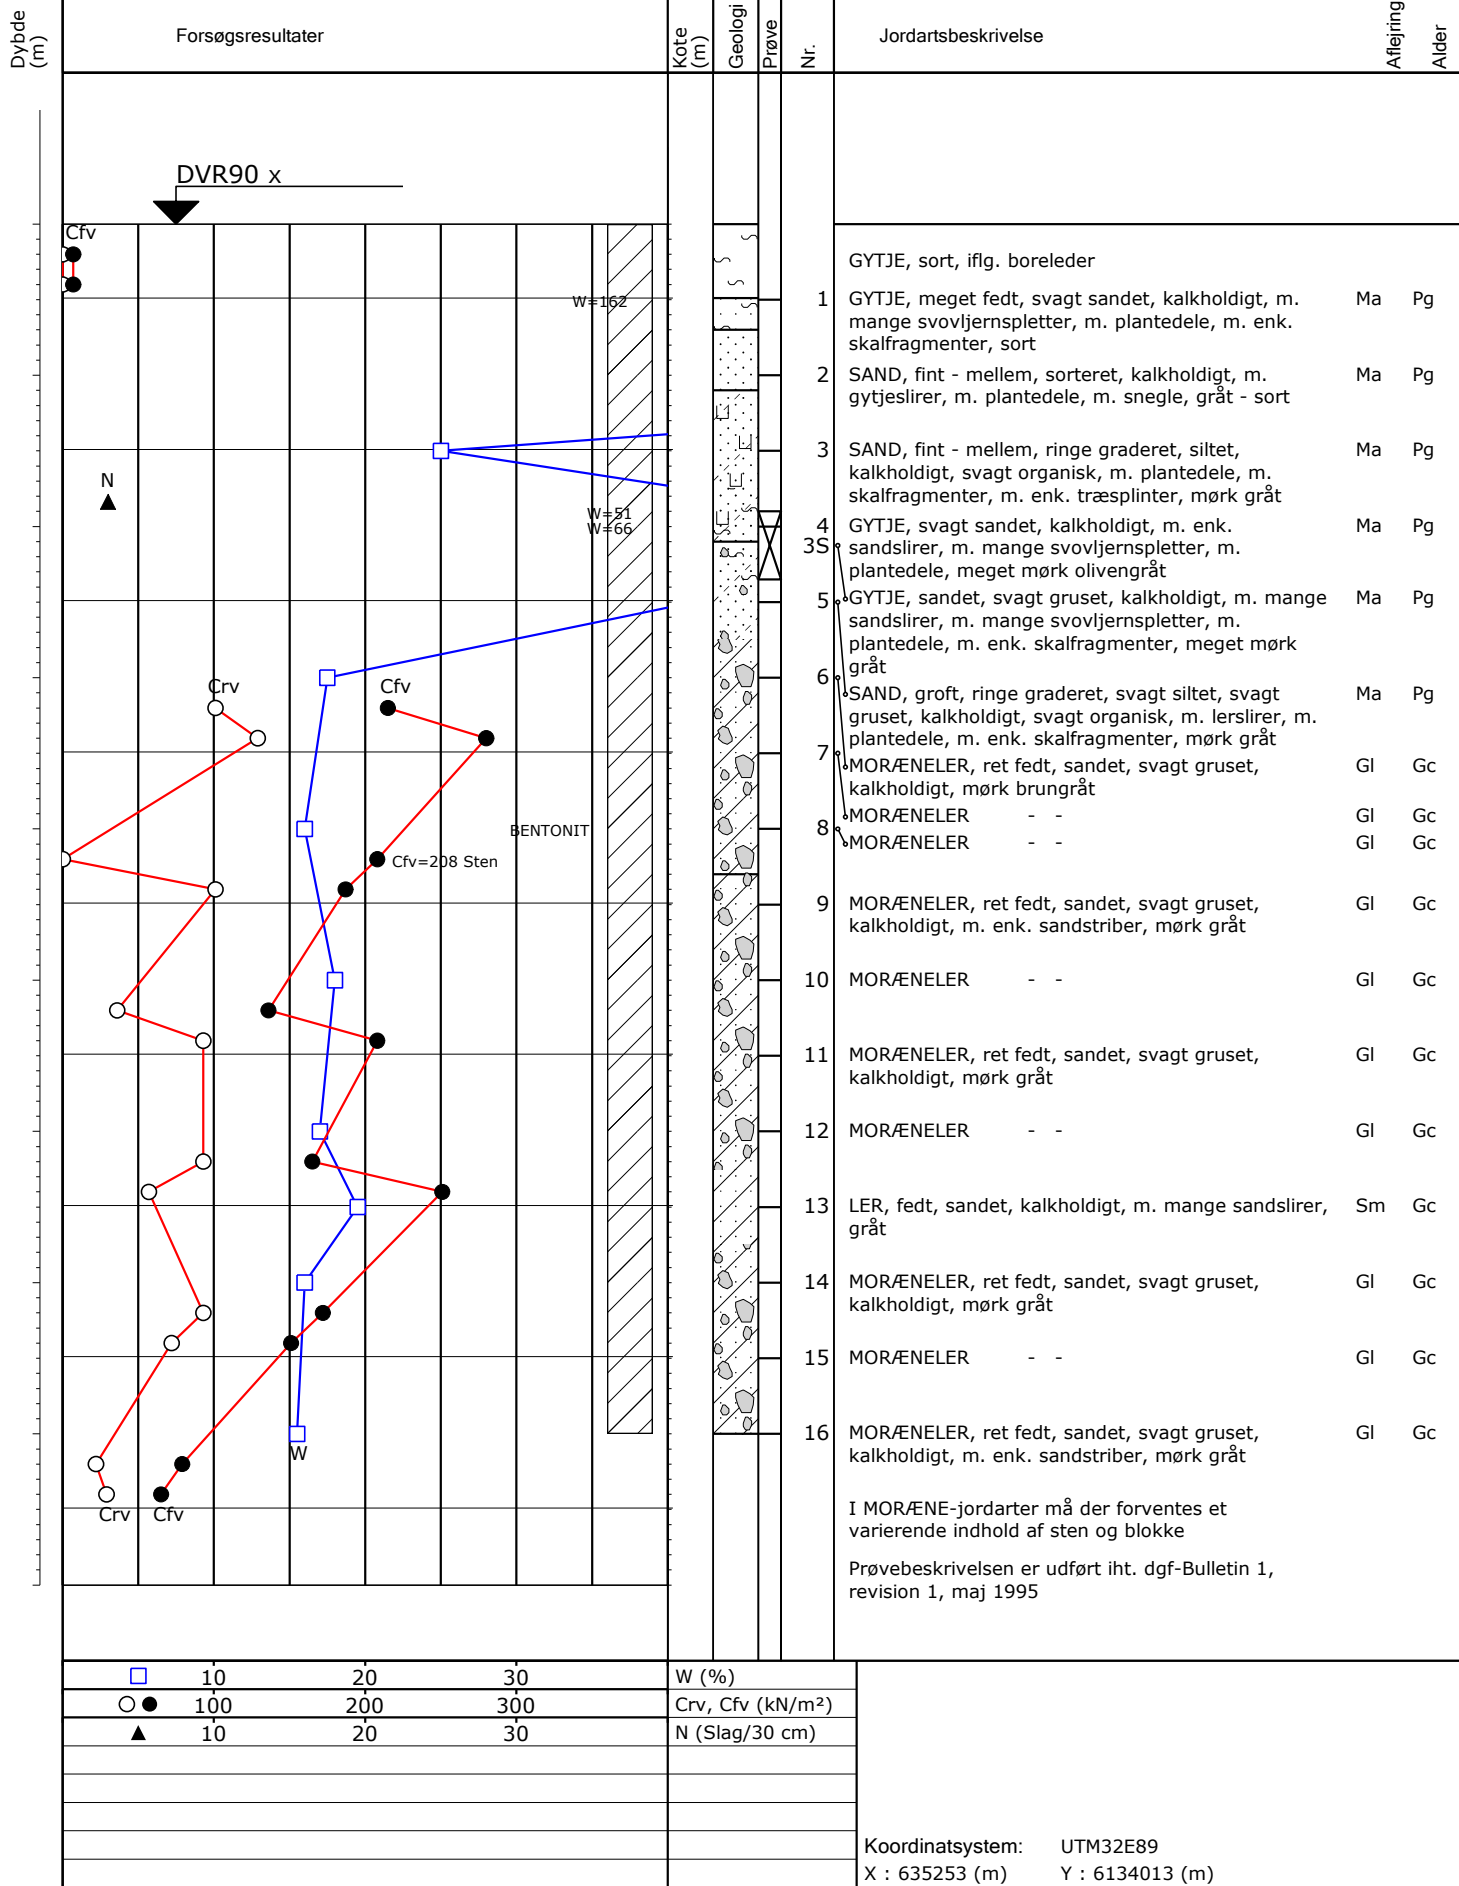 Dybde
(m)
Forsøgsresultater
Kote
(m)
Geologi
Prøve
Nr.
Jordartsbeskrivelse
Aflejring
Alder
DVR90 x
Cfv
GYTJE, sort, iflg. boreleder
W=162
1 GYTJE, meget fedt, svagt sandet, kalkholdigt, m. Ma Pg
mange svovljernspletter, m. plantedele, m. enk.
skalfragmenter, sort
2 SAND, fint - mellem, sorteret, kalkholdigt, m. Ma Pg
gytjeslirer, m. plantedele, m. snegle, gråt - sort
3 SAND, fint - mellem, ringe graderet, siltet, Ma Pg
kalkholdigt, svagt organisk, m. plantedele, m.
skalfragmenter, m. enk. træsplinter, mørk gråt
N
W=51
W=66
4 GYTJE, svagt sandet, kalkholdigt, m. enk. Ma Pg
3S sandslirer, m. mange svovljernspletter, m.
plantedele, meget mørk olivengråt
5 GYTJE, sandet, svagt gruset, kalkholdigt, m. mange Ma Pg
sandslirer, m. mange svovljernspletter, m.
plantedele, m. enk. skalfragmenter, meget mørk
gråt
6
Crv Cfv
SAND, groft, ringe graderet, svagt siltet, svagt Ma Pg
gruset, kalkholdigt, svagt organisk, m. lerslirer, m.
plantedele, m. enk. skalfragmenter, mørk gråt
7
MORÆNELER, ret fedt, sandet, svagt gruset, Gl Gc
kalkholdigt, mørk brungråt
MORÆNELER - - Gl Gc
8
BENTONIT
MORÆNELER - - Gl Gc
Cfv=208 Sten
9 MORÆNELER, ret fedt, sandet, svagt gruset, Gl Gc
kalkholdigt, m. enk. sandstriber, mørk gråt
10 MORÆNELER - - Gl Gc
11 MORÆNELER, ret fedt, sandet, svagt gruset, Gl Gc
kalkholdigt, mørk gråt
12 MORÆNELER - - Gl Gc
13 LER, fedt, sandet, kalkholdigt, m. mange sandslirer, Sm Gc
gråt
14 MORÆNELER, ret fedt, sandet, svagt gruset, Gl Gc
kalkholdigt, mørk gråt
15 MORÆNELER - - Gl Gc
16 MORÆNELER, ret fedt, sandet, svagt gruset, Gl Gc
kalkholdigt, m. enk. sandstriber, mørk gråt
W
Crv Cfv
I MORÆNE-jordarter må der forventes et
varierende indhold af sten og blokke
Prøvebeskrivelsen er udført iht. dgf-Bulletin 1,
revision 1, maj 1995
10 20 30 W (%)
100 200 300 Crv, Cfv (kN/m²)
10 20 30 N (Slag/30 cm)
Koordinatsystem: UTM32E89
X : 635253 (m) Y : 6134013 (m)